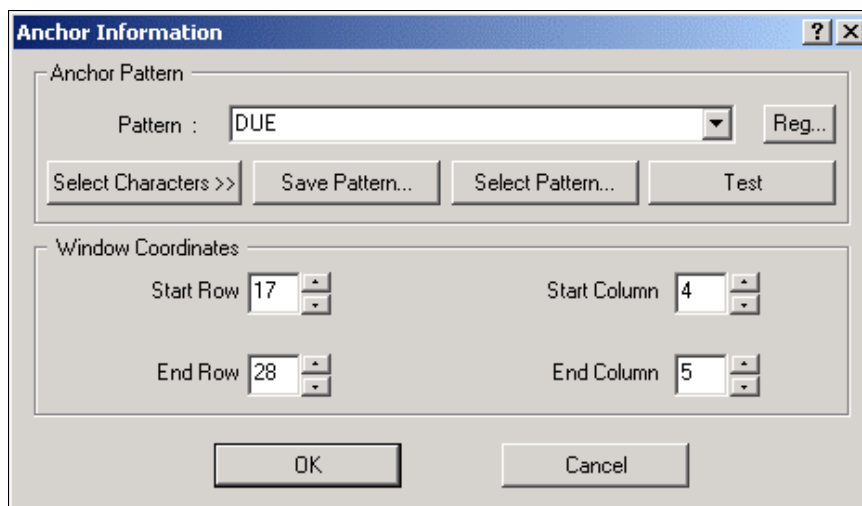 Anchor Information
Anchor Pattern
Pattern : DUE Reg...
Select Characters >> Save Pattern... Select Pattern... Test
Window Coordinates
Start Row 17 Start Column 4
End Row 28 End Column 5
OK Cancel